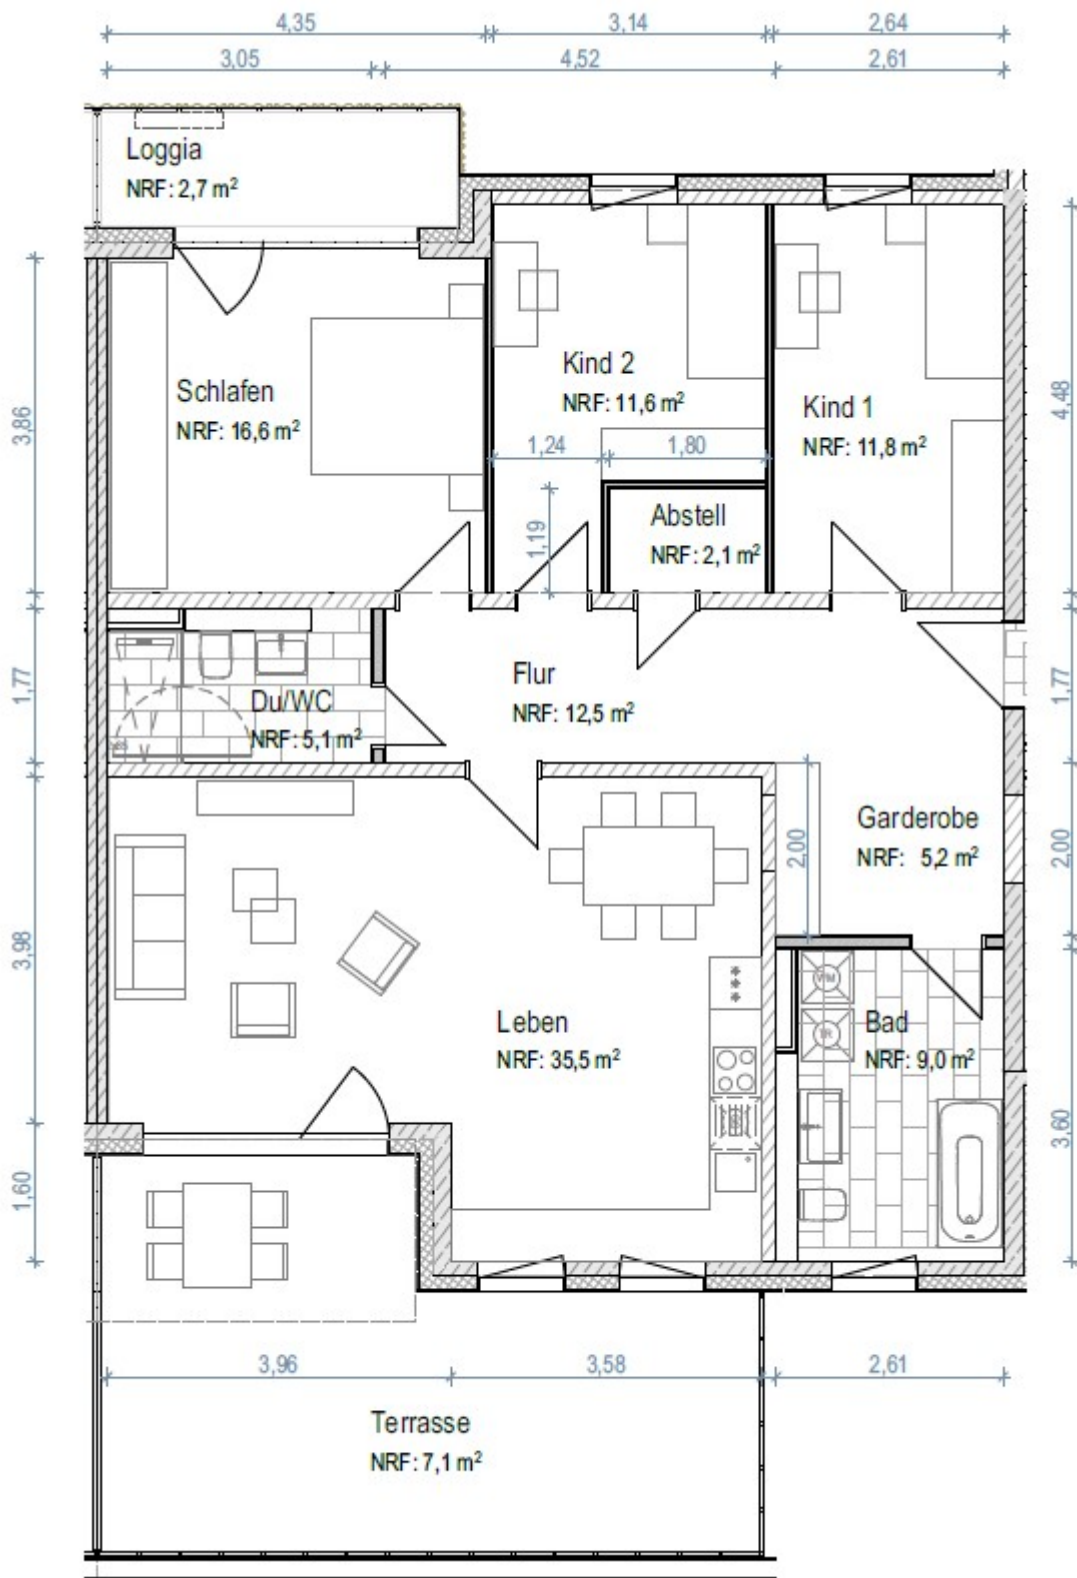 4,35 3,14 2,64
3,05 4,52 2,61
Loggia
NRF: 2,7 m²
Schlafen
NRF: 16,6 m²
Kind 2
NRF: 11,6 m²
Kind 1
NRF: 11,8 m²
3,86
4,48
1,24 1,80
1,19
Abstell
NRF: 2,1 m²
Flur
NRF: 12,5 m²
Du/WC
NRF: 5,1 m²
1,77
1,77
Garderobe
NRF: 5,2 m²
2,00
2,00
3,98
Leben
NRF: 35,5 m²
WM
TR
Bad
NRF: 9,0 m²
3,60
1,60
3,96 3,58 2,61
Terrasse
NRF: 7,1 m²